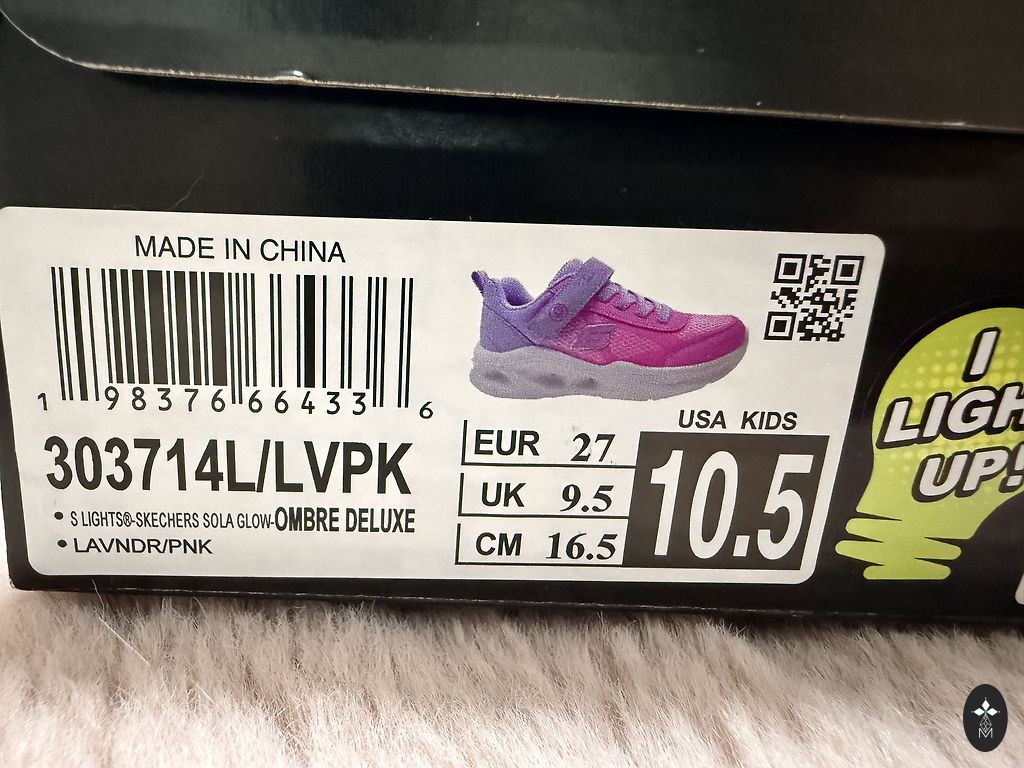 MADE IN CHINA
1 98376 66433 6
303714L/LVPK
• S LIGHTS®-SKECHERS SOLA GLOW-OMBRE DELUXE
• LAVNDR/PNK
USA KIDS
EUR 27
UK 9.5
CM 16.5
10.5
I
LIGH
UP!
M